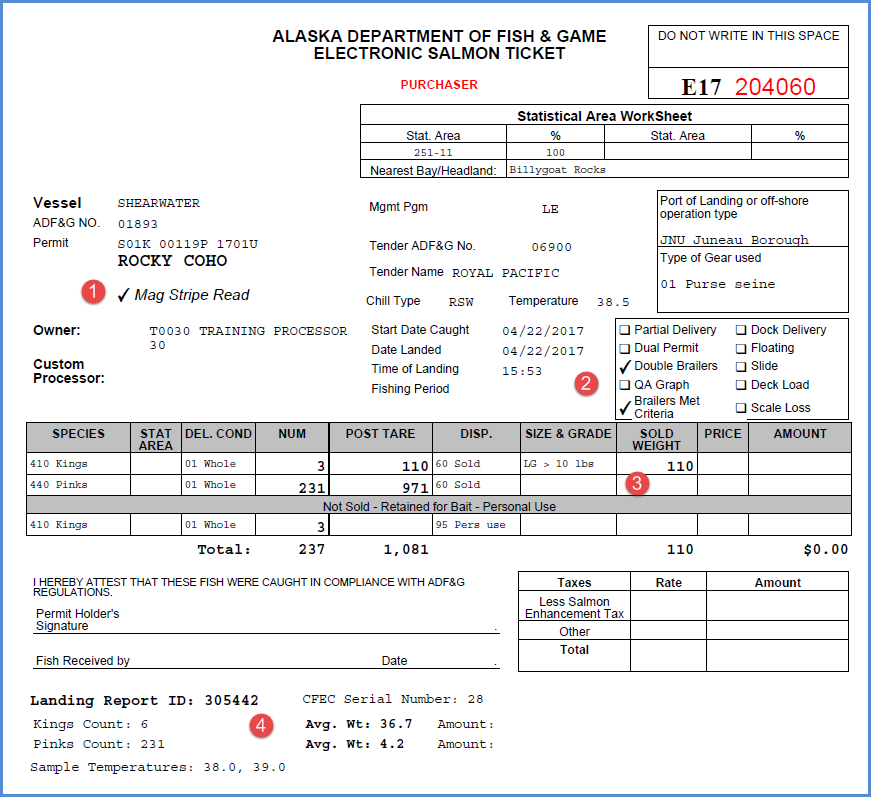 ALASKA DEPARTMENT OF FISH & GAME
ELECTRONIC SALMON TICKET
PURCHASER
DO NOT WRITE IN THIS SPACE
E17 204060
Statistical Area WorkSheet
Stat. Area % Stat. Area %
251-11 100
Nearest Bay/Headland: Billygoat Rocks
Vessel SHEARWATER
ADF&G NO. 01893
Permit S01K 00119P 1701U
ROCKY COHO
1 ✓ Mag Stripe Read
Owner: T0030 TRAINING PROCESSOR
30
Custom
Processor:
Mgmt Pgm LE
Tender ADF&G No. 06900
Tender Name ROYAL PACIFIC
Chill Type RSW Temperature 38.5
Start Date Caught 04/22/2017
Date Landed 04/22/2017
Time of Landing 15:53
Fishing Period
2
Port of Landing or off-shore
operation type
JNU Juneau Borough
Type of Gear used
01 Purse seine
❑ Partial Delivery ❑ Dock Delivery
❑ Dual Permit ❑ Floating
✓ Double Brailers ❑ Slide
❑ QA Graph ❑ Deck Load
✓ Brailers Met
Criteria ❑ Scale Loss
SPECIES STAT AREA DEL. COND NUM POST TARE DISP. SIZE & GRADE SOLD WEIGHT PRICE AMOUNT
410 Kings 01 Whole 3 110 60 Sold LG > 10 lbs 110
440 Pinks 01 Whole 231 971 60 Sold 3
Not Sold - Retained for Bait - Personal Use
410 Kings 01 Whole 3 95 Pers use
Total: 237 1,081 110 $0.00
I HEREBY ATTEST THAT THESE FISH WERE CAUGHT IN COMPLIANCE WITH ADF&G
REGULATIONS.
Permit Holder's
Signature .
Fish Received by Date .
Taxes Rate Amount
Less Salmon
Enhancement Tax
Other
Total
Landing Report ID: 305442 CFEC Serial Number: 28
Kings Count: 6 4 Avg. Wt: 36.7 Amount:
Pinks Count: 231 Avg. Wt: 4.2 Amount:
Sample Temperatures: 38.0, 39.0